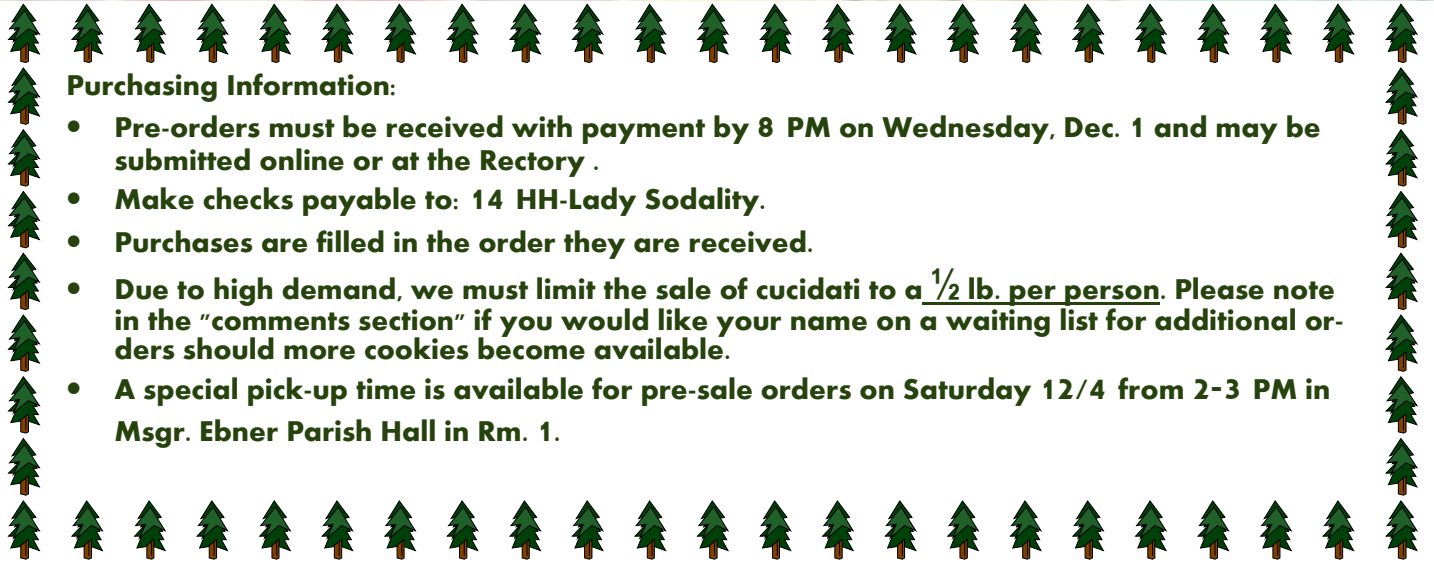 Purchasing Information:
• Pre-orders must be received with payment by 8 PM on Wednesday, Dec. 1 and may be
submitted online or at the Rectory .
• Make checks payable to: 14 HH-Lady Sodality.
• Purchases are filled in the order they are received.
• Due to high demand, we must limit the sale of cucidati to a ½ lb. per person. Please note
in the "comments section" if you would like your name on a waiting list for additional or-
ders should more cookies become available.
• A special pick-up time is available for pre-sale orders on Saturday 12/4 from 2-3 PM in
Msgr. Ebner Parish Hall in Rm. 1.